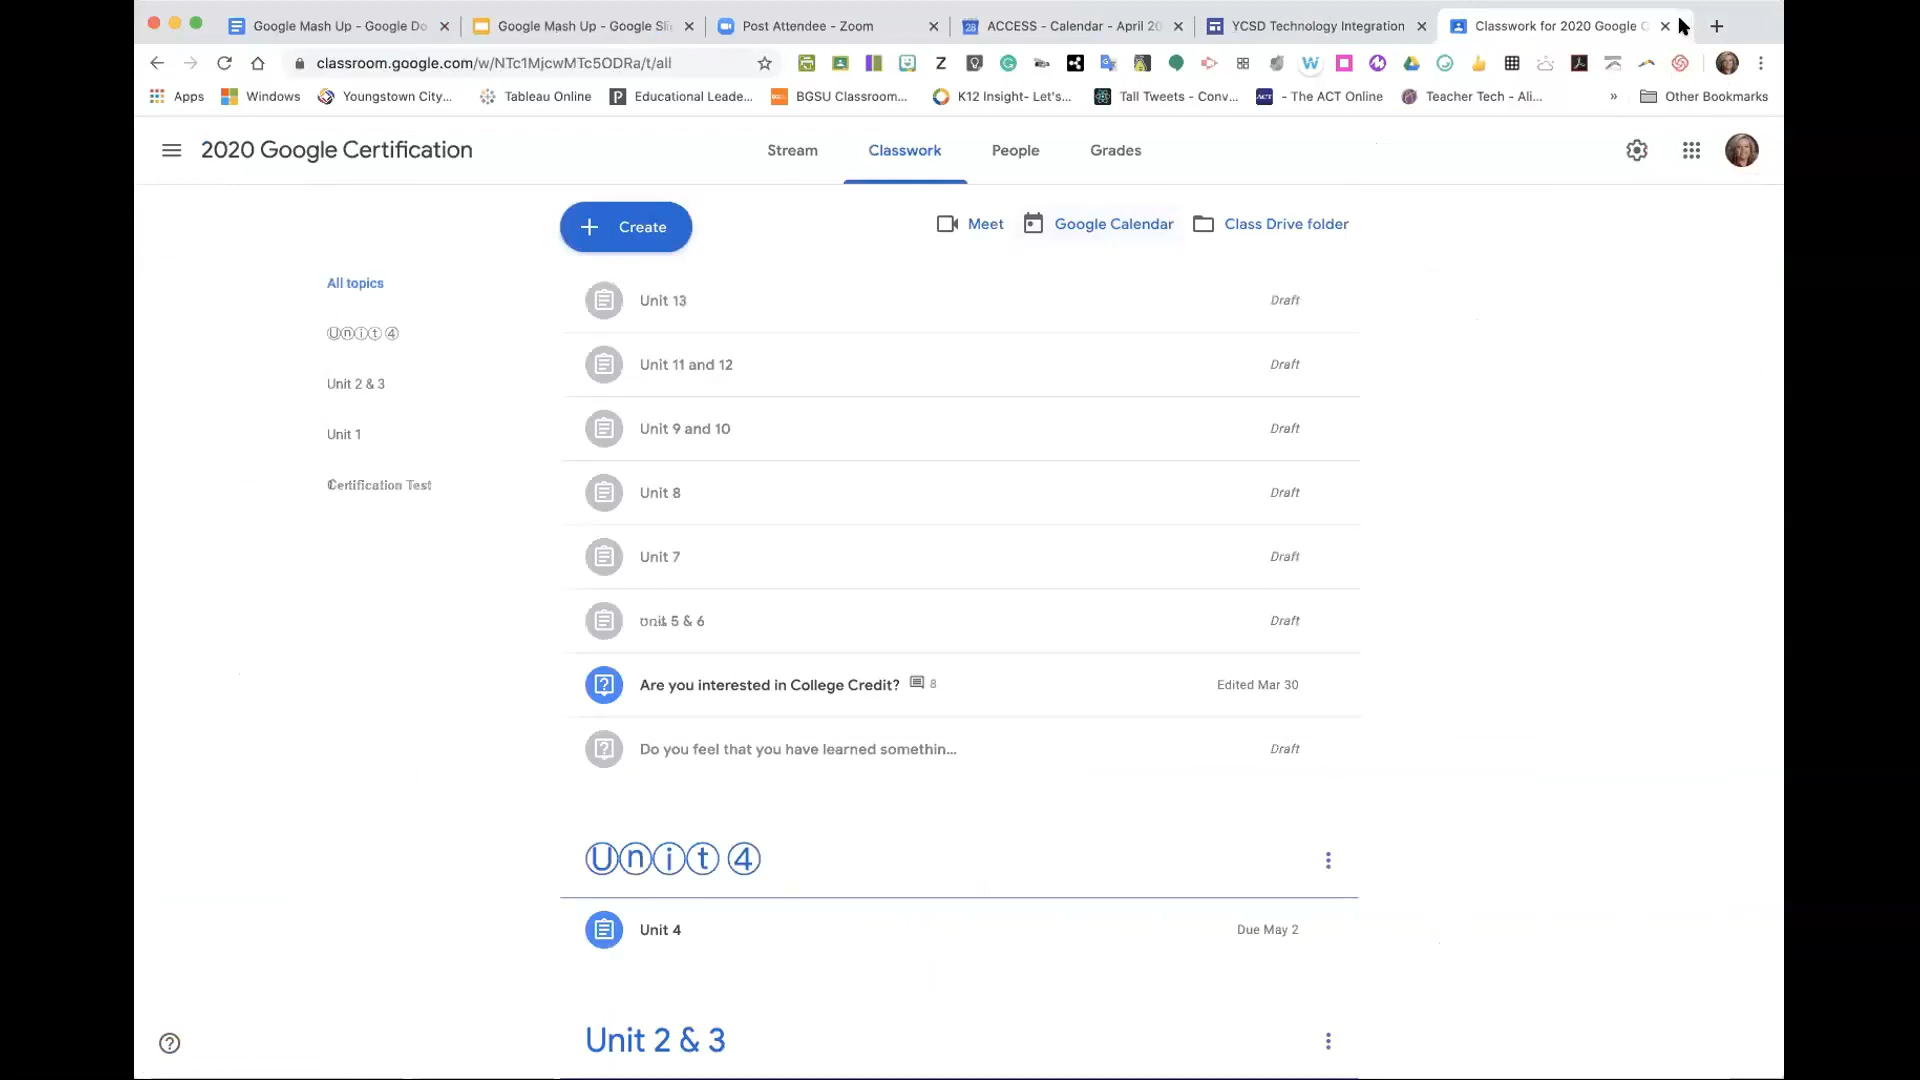 Google Mash Up - Google Do
Google Mash Up - Google Sli
Post Attendee - Zoom
ACCESS - Calendar - April 20
YCSD Technology Integration
Classwork for 2020 Google C
classroom.google.com/w/NTc1MjcwMTc5ODRa/t/all
Apps
Windows
Youngstown City...
Tableau Online
Educational Leade...
BGSU Classroom...
K12 Insight- Let's...
Tall Tweets - Conv...
- The ACT Online
Teacher Tech - Ali...
»
Other Bookmarks
2020 Google Certification
Stream
Classwork
People
Grades
+ Create
Meet
Google Calendar
Class Drive folder
All topics
Ⓤⓝⓘⓣ ④
Unit 2 & 3
Unit 1
Certification Test
Unit 13 Draft
Unit 11 and 12 Draft
Unit 9 and 10 Draft
Unit 8 Draft
Unit 7 Draft
Unit 5 & 6 Draft
Are you interested in College Credit? 8 Edited Mar 30
Do you feel that you have learned somethin... Draft
Ⓤⓝⓘⓣ ④
Unit 4 Due May 2
Unit 2 & 3